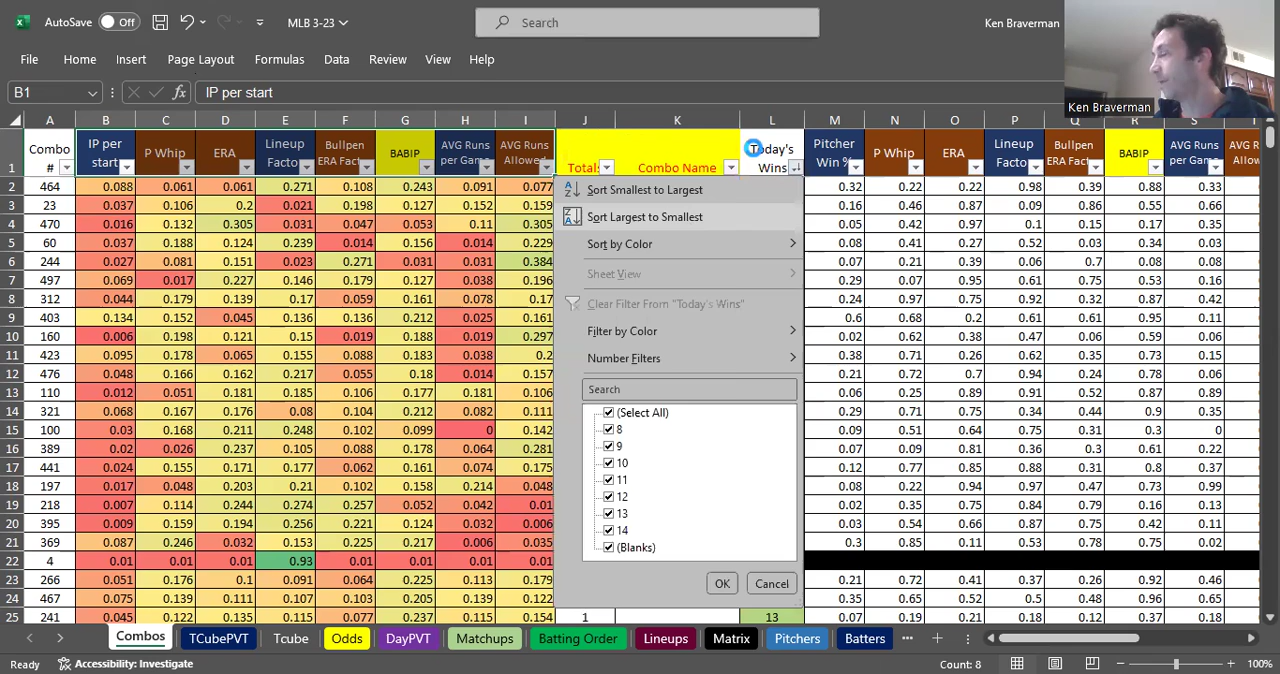 AutoSave Off MLB 3-23 Search Ken Braverman
File Home Insert Page Layout Formulas Data Review View Help
Ken Braverman
B1 fx IP per start
A B C D E F G H I J K L M N O P Q R S
1 Combo # IP per start P Whip ERA Lineup Facto Bullpen ERA Fact BABIP AVG Runs per Game AVG Runs Allowed Totals Combo Name Today's Wins Pitcher Win % P Whip ERA Lineup Facto Bullpen ERA Fact BABIP AVG Runs per Game
2 464 0.088 0.061 0.061 0.271 0.108 0.243 0.091 0.077 0.32 0.22 0.22 0.98 0.39 0.88 0.33
3 23 0.037 0.106 0.2 0.021 0.198 0.127 0.152 0.159 0.16 0.46 0.87 0.09 0.86 0.55 0.66
4 470 0.016 0.132 0.305 0.031 0.047 0.053 0.11 0.305 0.05 0.42 0.97 0.1 0.15 0.17 0.35
5 60 0.037 0.188 0.124 0.239 0.014 0.156 0.014 0.229 0.08 0.41 0.27 0.52 0.03 0.34 0.03
6 244 0.027 0.081 0.151 0.023 0.271 0.031 0.031 0.384 0.07 0.21 0.39 0.06 0.7 0.08 0.08
7 497 0.069 0.017 0.227 0.146 0.179 0.127 0.038 0.196 0.29 0.07 0.95 0.61 0.75 0.53 0.16
8 312 0.044 0.179 0.139 0.17 0.059 0.161 0.078 0.17 0.24 0.97 0.75 0.92 0.32 0.87 0.42
9 403 0.134 0.152 0.045 0.136 0.136 0.212 0.025 0.161 0.6 0.68 0.2 0.61 0.61 0.95 0.11
10 160 0.006 0.198 0.121 0.15 0.019 0.188 0.019 0.297 0.02 0.62 0.38 0.47 0.06 0.59 0.06
11 423 0.095 0.178 0.065 0.155 0.088 0.183 0.038 0.2 0.38 0.71 0.26 0.62 0.35 0.73 0.15
12 476 0.048 0.166 0.162 0.217 0.055 0.18 0.014 0.157 0.21 0.72 0.7 0.94 0.24 0.78 0.06
13 110 0.012 0.051 0.181 0.185 0.106 0.177 0.181 0.106 0.06 0.25 0.89 0.91 0.52 0.87 0.89
14 321 0.068 0.167 0.176 0.08 0.104 0.212 0.082 0.111 0.29 0.71 0.75 0.34 0.44 0.9 0.35
15 100 0.03 0.168 0.211 0.248 0.102 0.099 0 0.142 0.09 0.51 0.64 0.75 0.31 0.3 0
16 389 0.02 0.026 0.268 0.105 0.088 0.178 0.064 0.281 0.07 0.09 0.81 0.36 0.3 0.61 0.22
17 441 0.024 0.155 0.171 0.177 0.062 0.161 0.074 0.175 0.12 0.77 0.85 0.88 0.31 0.8 0.37
18 197 0.017 0.048 0.203 0.21 0.102 0.158 0.214 0.048 0.08 0.22 0.94 0.97 0.47 0.73 0.99
19 218 0.007 0.114 0.244 0.274 0.257 0.052 0.042 0.01 0.02 0.35 0.75 0.84 0.79 0.16 0.13
20 395 0.009 0.159 0.194 0.256 0.221 0.124 0.032 0.006 0.03 0.54 0.66 0.87 0.75 0.42 0.11
21 369 0.087 0.246 0.032 0.153 0.225 0.217 0.006 0.035 0.3 0.85 0.11 0.53 0.78 0.75 0.02
22 4 0.01 0.01 0.01 0.93 0.01 0.01 0.01 0.01
23 266 0.051 0.176 0.1 0.091 0.064 0.225 0.113 0.179 0.21 0.72 0.41 0.37 0.26 0.92 0.46
24 467 0.075 0.139 0.111 0.107 0.103 0.205 0.139 0.122 0.35 0.65 0.52 0.5 0.48 0.96 0.65
25 241 0.045 0.122 0.135 0.115 0.077 0.237 0.115 0.154 1 13 0.18 0.49 0.54 0.18
Sort Smallest to Largest
Sort Largest to Smallest
Sort by Color
Sheet View
Clear Filter From "Today's Wins"
Filter by Color
Number Filters
Search
(Select All)
8
9
10
11
12
13
14
(Blanks)
OK Cancel
Combos TCubePVT Tcube Odds DayPVT Matchups Batting Order Lineups Matrix Pitchers Batters
Ready Accessibility: Investigate Count: 8 100%